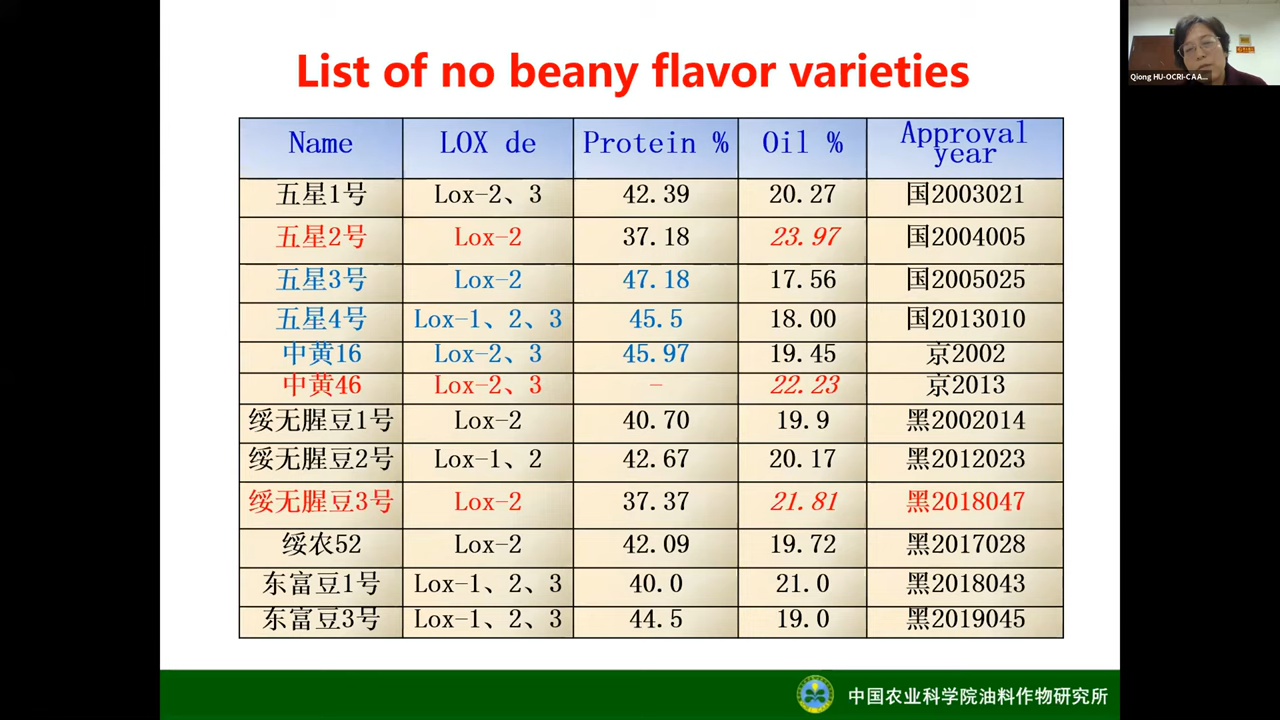 List of no beany flavor varieties
Qiong HU-OCRI-CAA...
Name LOX de Protein % Oil % Approval year
五星1号 Lox-2、3 42.39 20.27 国2003021
五星2号 Lox-2 37.18 23.97 国2004005
五星3号 Lox-2 47.18 17.56 国2005025
五星4号 Lox-1、2、3 45.5 18.00 国2013010
中黄16 Lox-2、3 45.97 19.45 京2002
中黄46 Lox-2、3 - 22.23 京2013
绥无腥豆1号 Lox-2 40.70 19.9 黑2002014
绥无腥豆2号 Lox-1、2 42.67 20.17 黑2012023
绥无腥豆3号 Lox-2 37.37 21.81 黑2018047
绥农52 Lox-2 42.09 19.72 黑2017028
东富豆1号 Lox-1、2、3 40.0 21.0 黑2018043
东富豆3号 Lox-1、2、3 44.5 19.0 黑2019045
中国农业科学院油料作物研究所